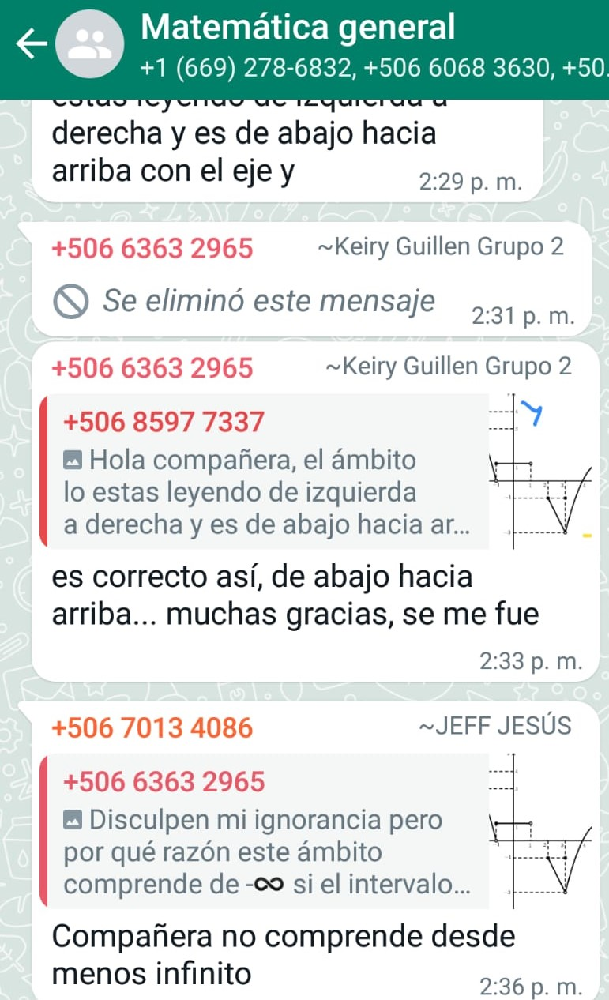 Matemática general
+1 (669) 278-6832, +506 6068 3630, +50.
estas leyendo de izquierda a
derecha y es de abajo hacia
arriba con el eje y
2:29 p. m.
+506 6363 2965 ~Keiry Guillen Grupo 2
Se eliminó este mensaje
2:31 p. m.
+506 6363 2965 ~Keiry Guillen Grupo 2
+506 8597 7337
Hola compañera, el ámbito
lo estas leyendo de izquierda
a derecha y es de abajo hacia ar...
es correcto así, de abajo hacia
arriba... muchas gracias, se me fue
2:33 p. m.
+506 7013 4086 ~JEFF JESÚS
+506 6363 2965
Disculpen mi ignorancia pero
por qué razón este ámbito
comprende de -∞ si el intervalo...
Compañera no comprende desde
menos infinito
2:36 p. m.